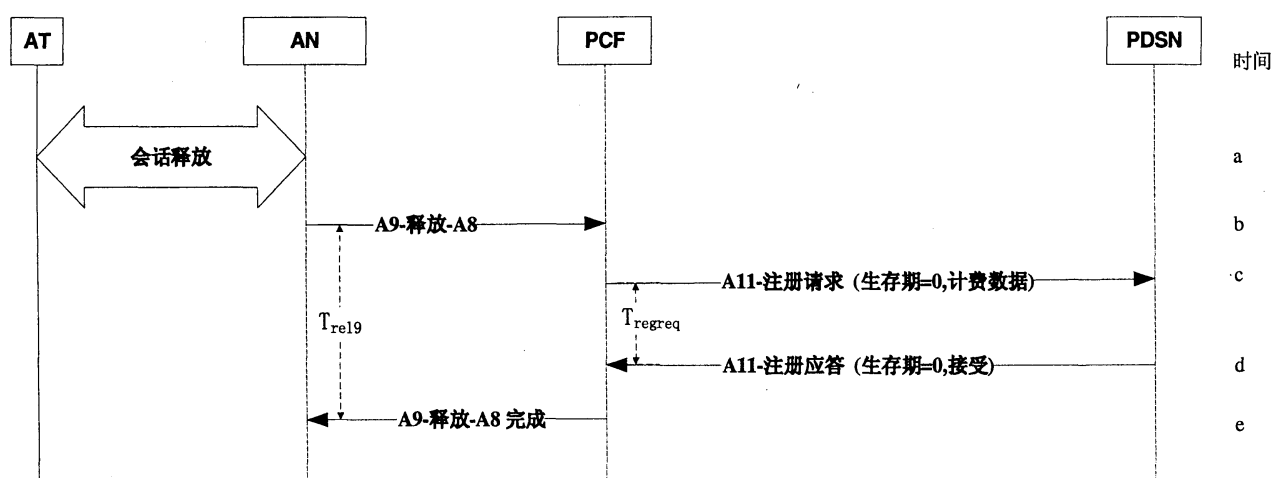 AT AN PCF PDSN
时间
会话释放 a
A9-释放-A8 b
A11-注册请求 (生存期=0,计费数据) c
Trel9 Tregreq
A11-注册应答 (生存期=0,接受) d
A9-释放-A8 完成 e